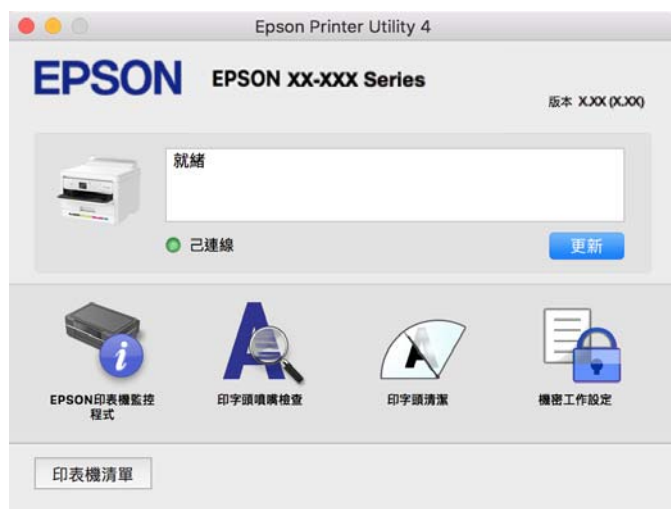 Epson Printer Utility 4
EPSON
EPSON XX-XXX Series
版本 X.XX (X.XX)
就緒
己連線
更新
EPSON印表機監控
程式
印字頭噴嘴檢查
印字頭清潔
機密工作設定
印表機清單